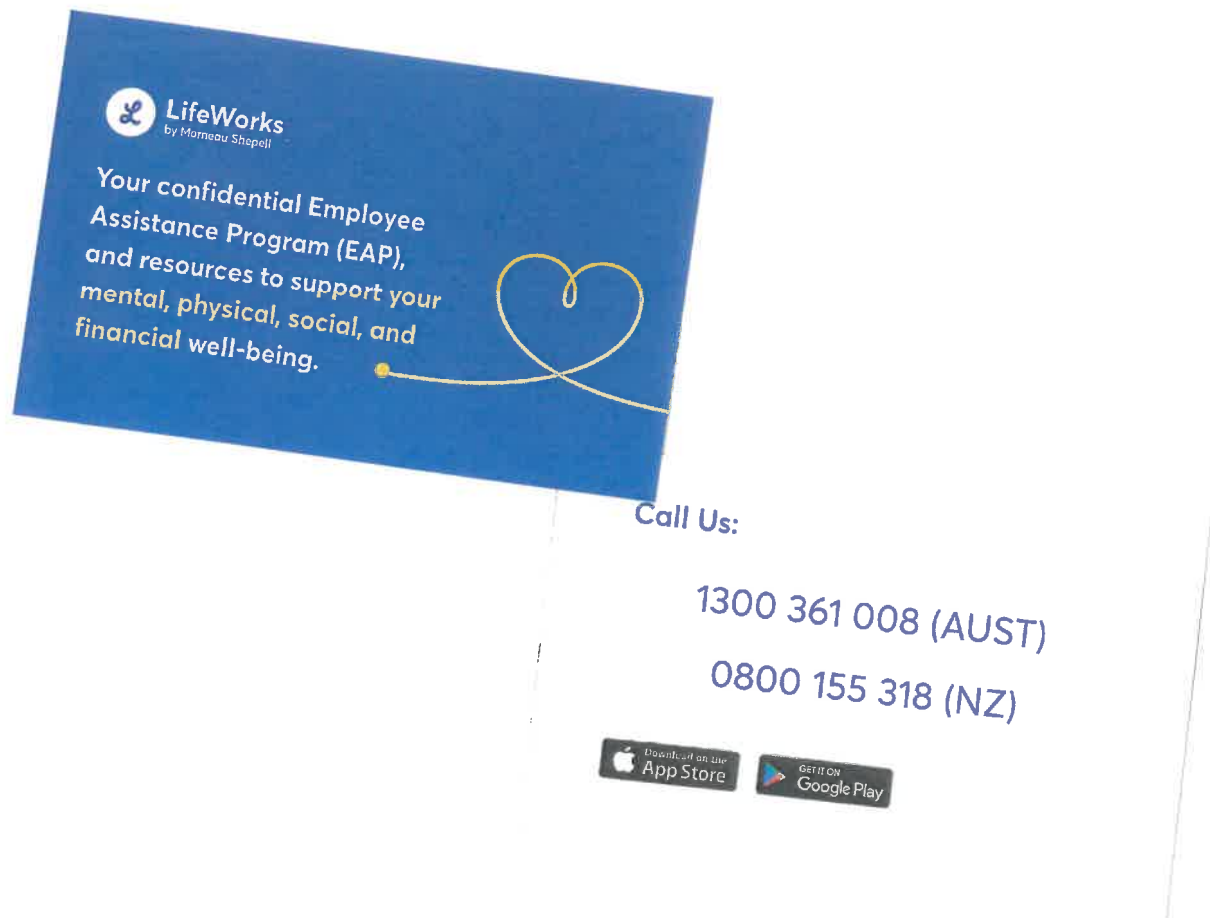 LifeWorks
by Morneau Shepell
Your confidential Employee
Assistance Program (EAP),
and resources to support your
mental, physical, social, and
financial well-being.
Call Us:
1300 361 008 (AUST)
0800 155 318 (NZ)
Download on the
App Store
GET IT ON
Google Play